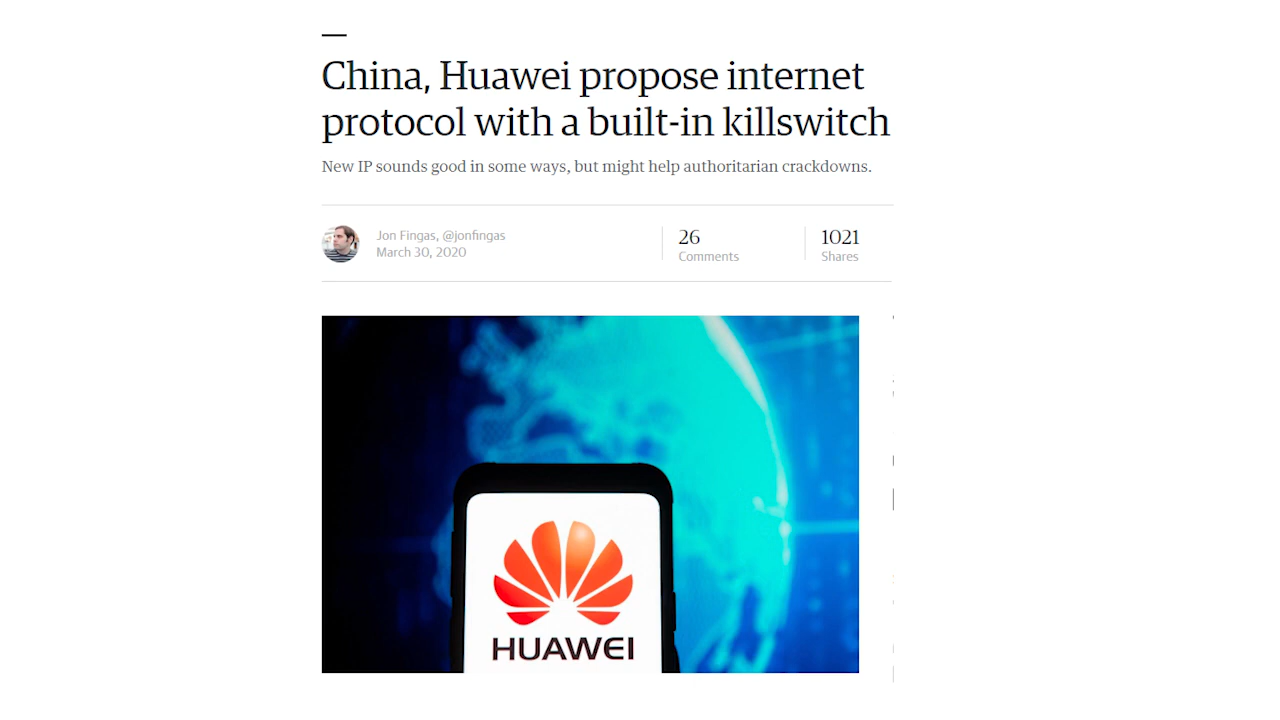 China, Huawei propose internet
protocol with a built-in killswitch
New IP sounds good in some ways, but might help authoritarian crackdowns.
Jon Fingas, @jonfingas
March 30, 2020
26
Comments
1021
Shares
HUAWEI